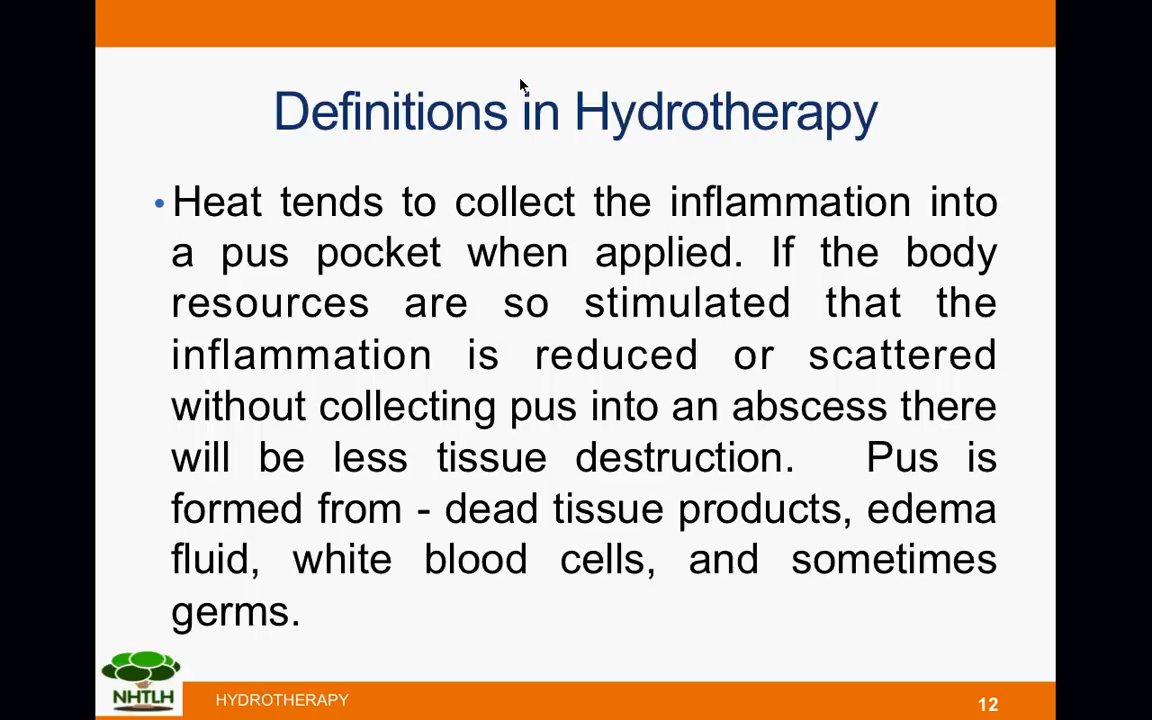 Definitions in Hydrotherapy
• Heat tends to collect the inflammation into
a pus pocket when applied. If the body
resources are so stimulated that the
inflammation is reduced or scattered
without collecting pus into an abscess there
will be less tissue destruction. Pus is
formed from - dead tissue products, edema
fluid, white blood cells, and sometimes
germs.
NHTLH
HYDROTHERAPY
12